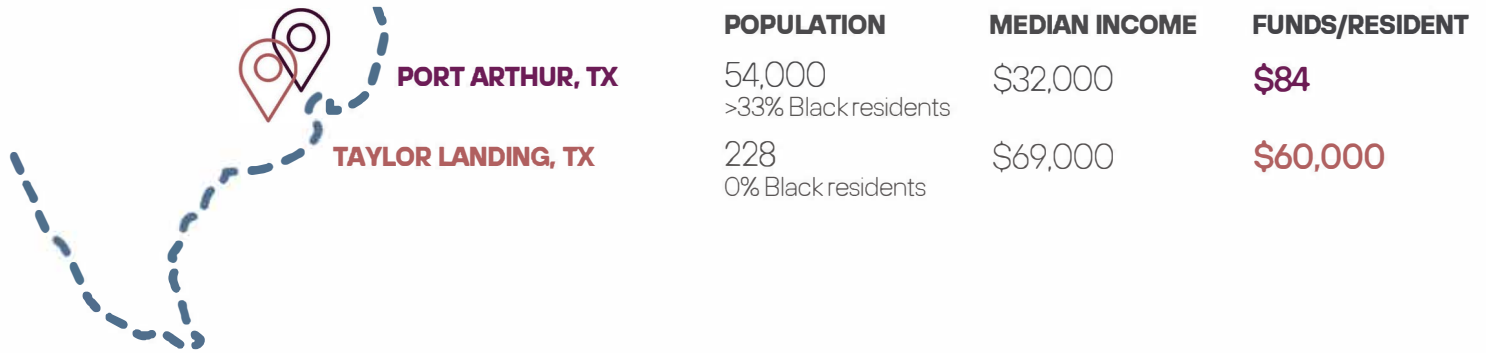 POPULATION MEDIAN INCOME FUNDS/RESIDENT
PORT ARTHUR, TX 54,000 $32,000 $84
>33% Black residents
TAYLOR LANDING, TX 228 $69,000 $60,000
0% Black residents